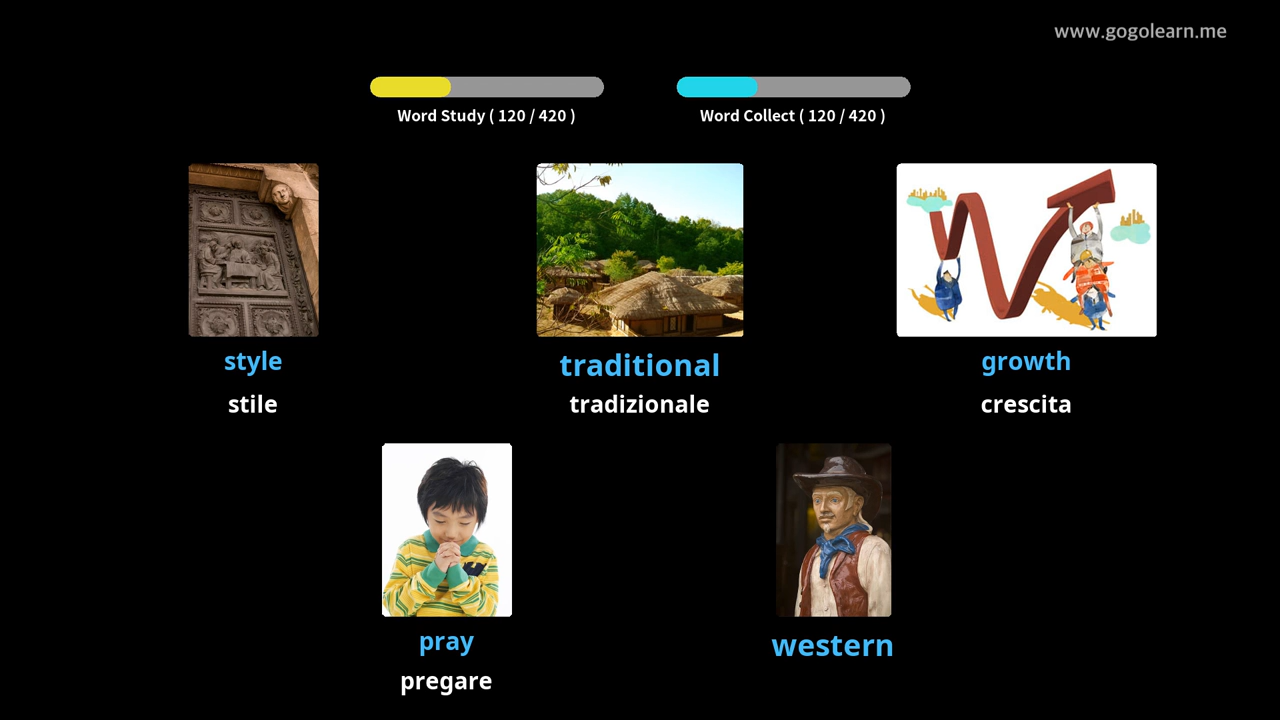 www.gogolearn.me
Word Study ( 120 / 420 )
Word Collect ( 120 / 420 )
style
stile
traditional
tradizionale
growth
crescita
pray
pregare
western